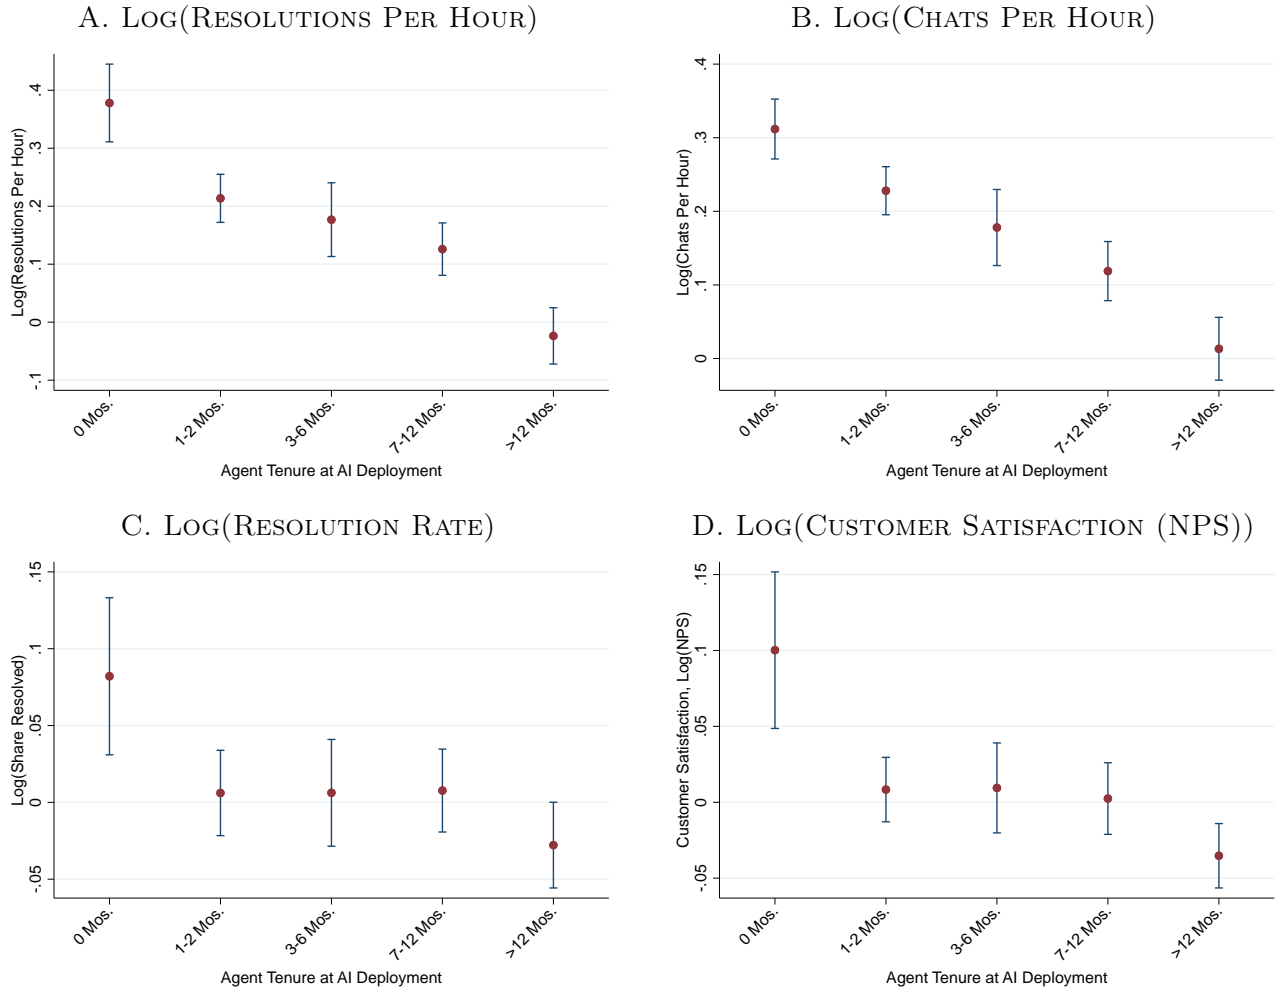 A. Log(Resolutions Per Hour)
Log(Resolutions Per Hour)
.4
.3
.2
.1
0
-.1
0 Mos.
1-2 Mos.
3-6 Mos.
7-12 Mos.
>12 Mos.
Agent Tenure at AI Deployment
B. Log(Chats Per Hour)
Log(Chats Per Hour)
.4
.3
.2
.1
0
0 Mos.
1-2 Mos.
3-6 Mos.
7-12 Mos.
>12 Mos.
Agent Tenure at AI Deployment
C. Log(Resolution Rate)
Log(Share Resolved)
.15
.1
.05
0
-.05
0 Mos.
1-2 Mos.
3-6 Mos.
7-12 Mos.
>12 Mos.
Agent Tenure at AI Deployment
D. Log(Customer Satisfaction (NPS))
Customer Satisfaction, Log(NPS)
.15
.1
.05
0
-.05
0 Mos.
1-2 Mos.
3-6 Mos.
7-12 Mos.
>12 Mos.
Agent Tenure at AI Deployment